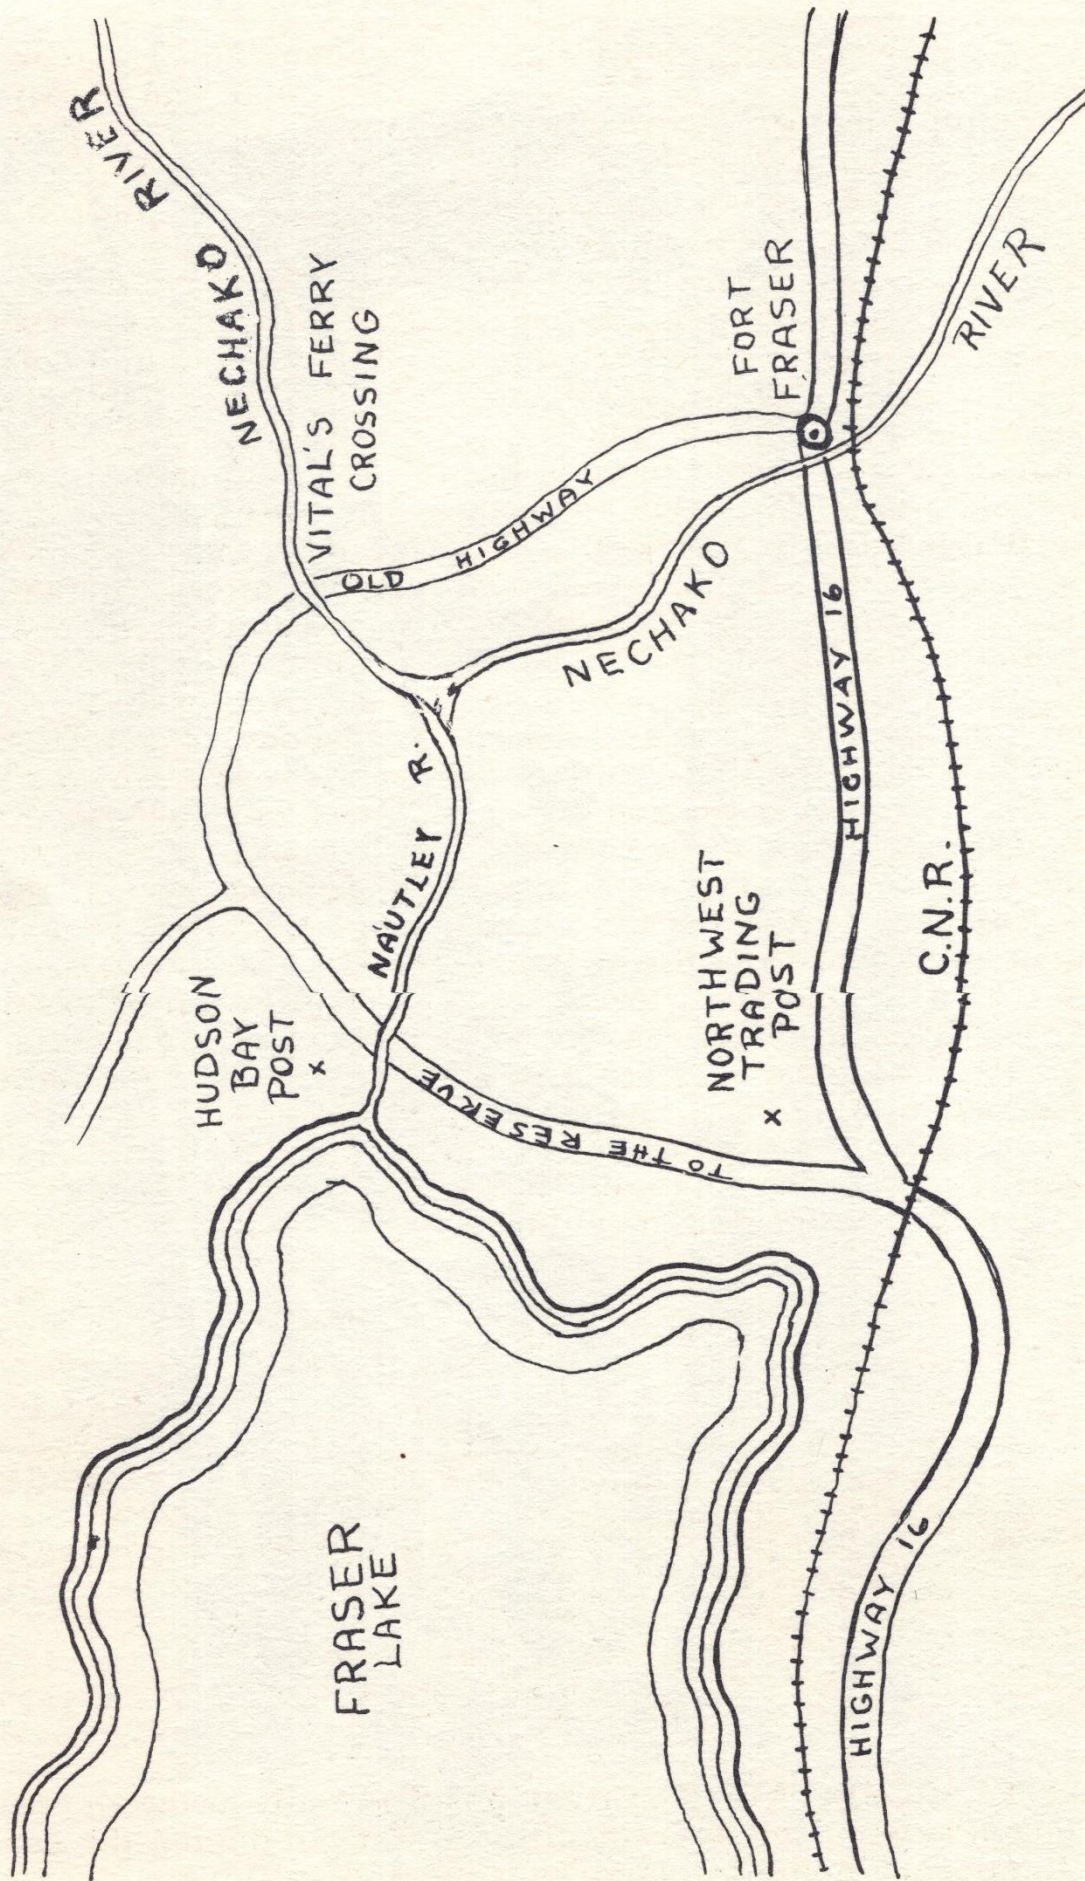 NECHAKO RIVER
VITAL'S FERRY
CROSSING
OLD HIGHWAY
FORT
FRASER
NECHAKO RIVER
NAUTLEY R.
HIGHWAY 16
HUDSON
BAY
POST
x
NORTHWEST
TRADING
POST
x
C.N.R.
TO THE RESERVE
FRASER
LAKE
HIGHWAY 16